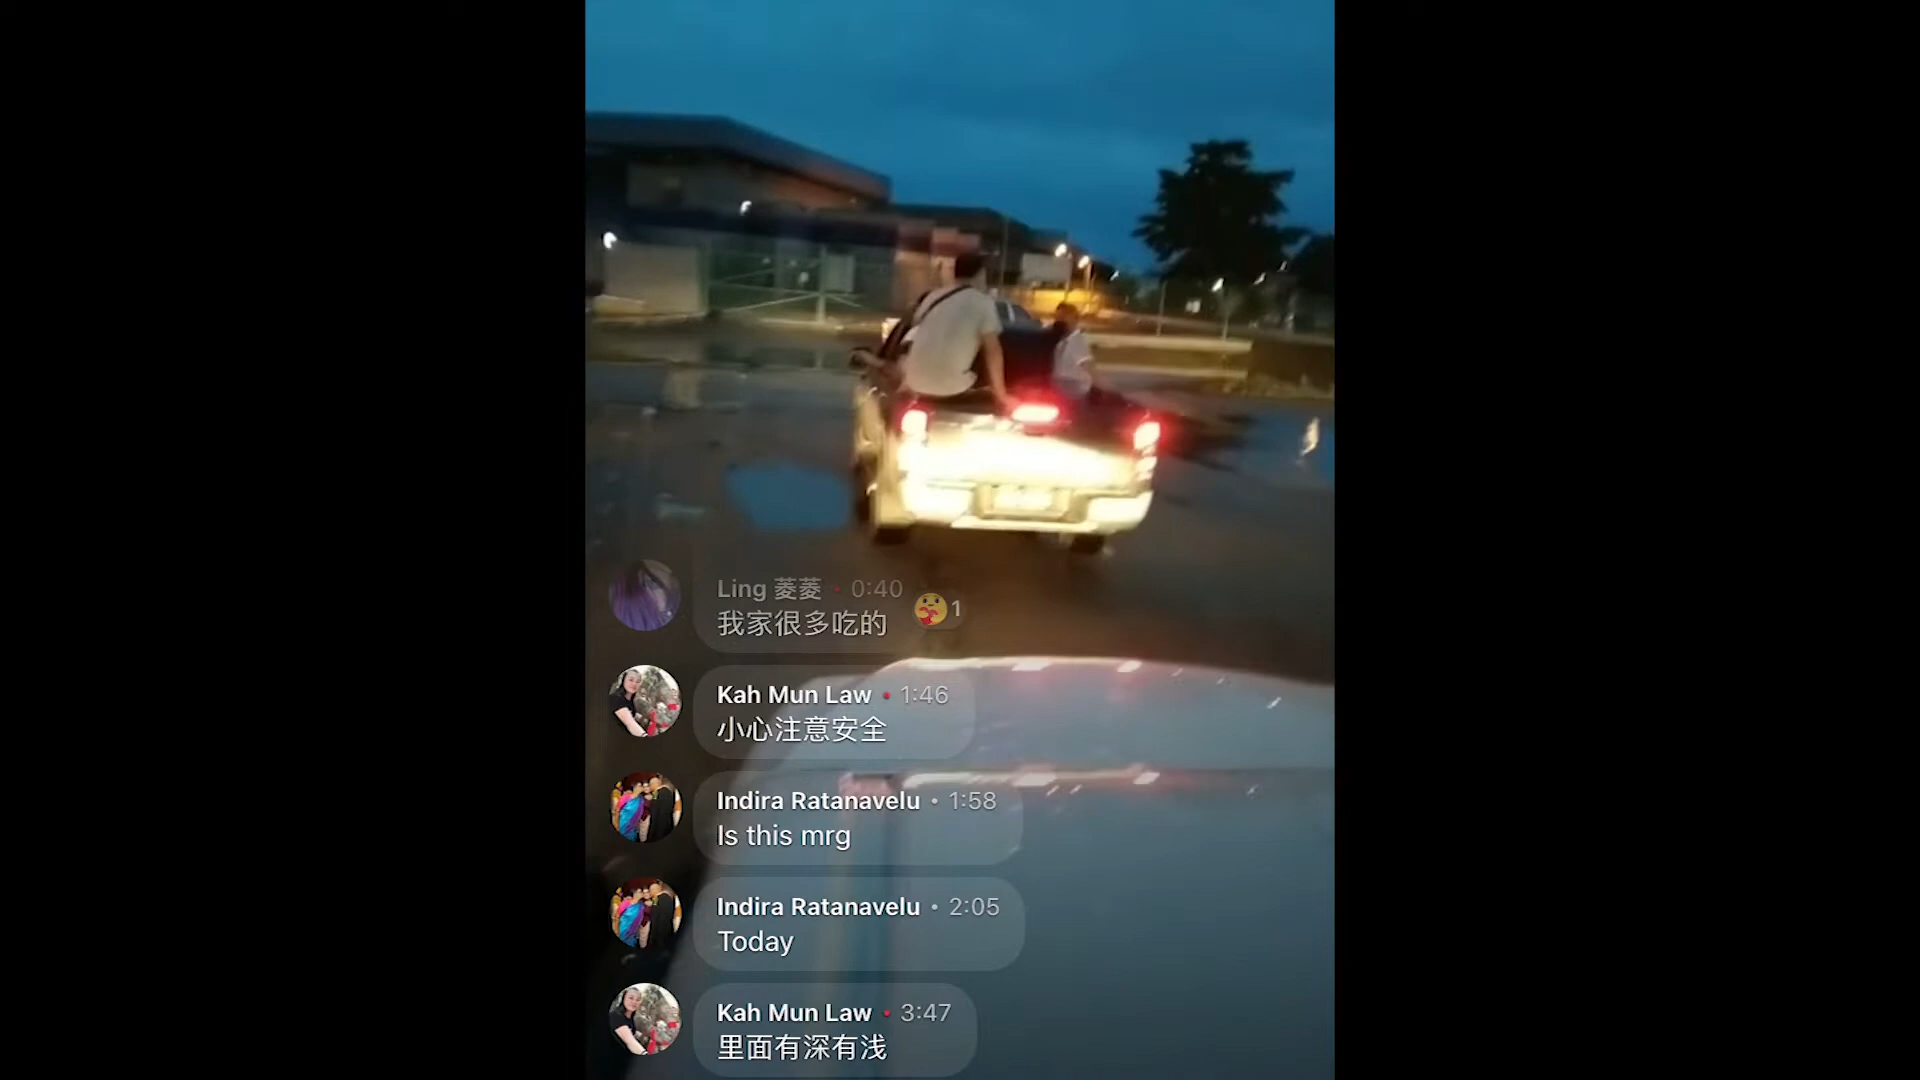 Ling 菱菱 • 0:40
我家很多吃的
1
Kah Mun Law • 1:46
小心注意安全
Indira Ratanavelu • 1:58
Is this mrg
Indira Ratanavelu • 2:05
Today
Kah Mun Law • 3:47
里面有深有浅